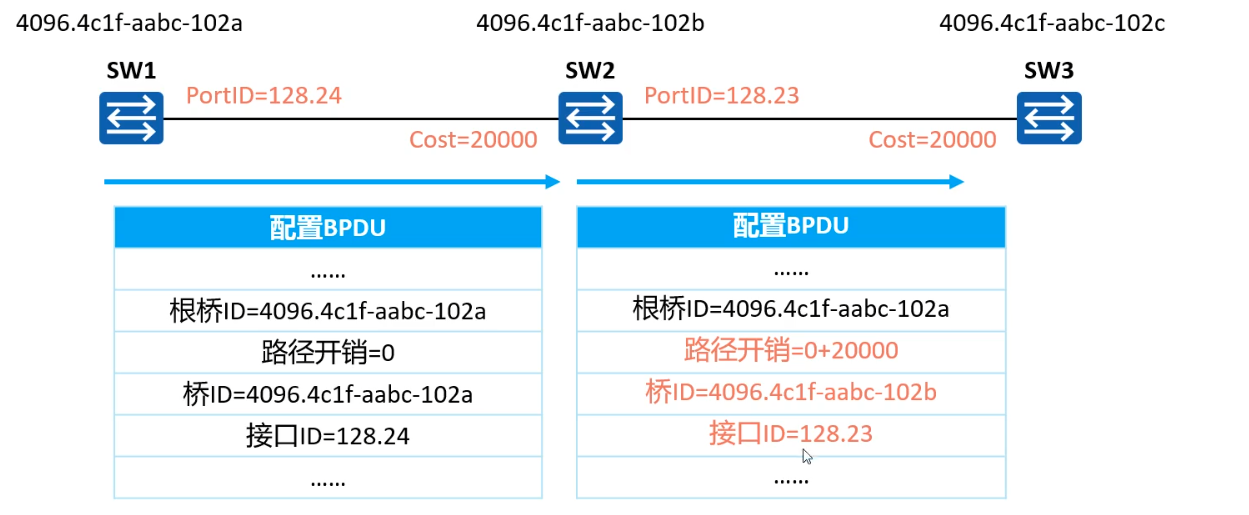 4096.4c1f-aabc-102a
4096.4c1f-aabc-102b
4096.4c1f-aabc-102c
SW1
SW2
SW3
PortID=128.24
PortID=128.23
Cost=20000
Cost=20000
配置BPDU
......
根桥ID=4096.4c1f-aabc-102a
路径开销=0
桥ID=4096.4c1f-aabc-102a
接口ID=128.24
......
配置BPDU
......
根桥ID=4096.4c1f-aabc-102a
路径开销=0+20000
桥ID=4096.4c1f-aabc-102b
接口ID=128.23
......